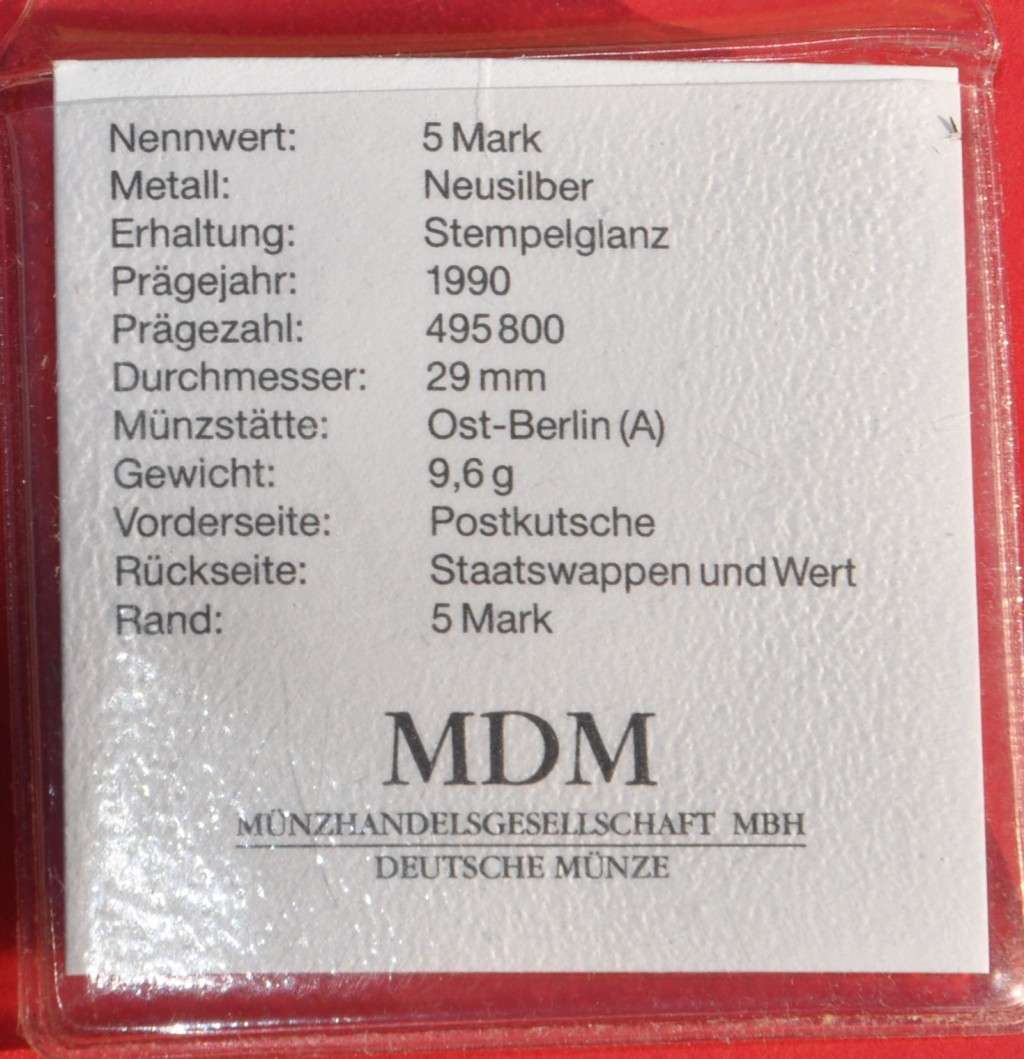 Nennwert: 5 Mark
Metall: Neusilber
Erhaltung: Stempelglanz
Prägejahr: 1990
Prägezahl: 495 800
Durchmesser: 29 mm
Münzstätte: Ost-Berlin (A)
Gewicht: 9,6 g
Vorderseite: Postkutsche
Rückseite: Staatswappen und Wert
Rand: 5 Mark
MDM
MÜNZHANDELSGESELLSCHAFT MBH
DEUTSCHE MÜNZE